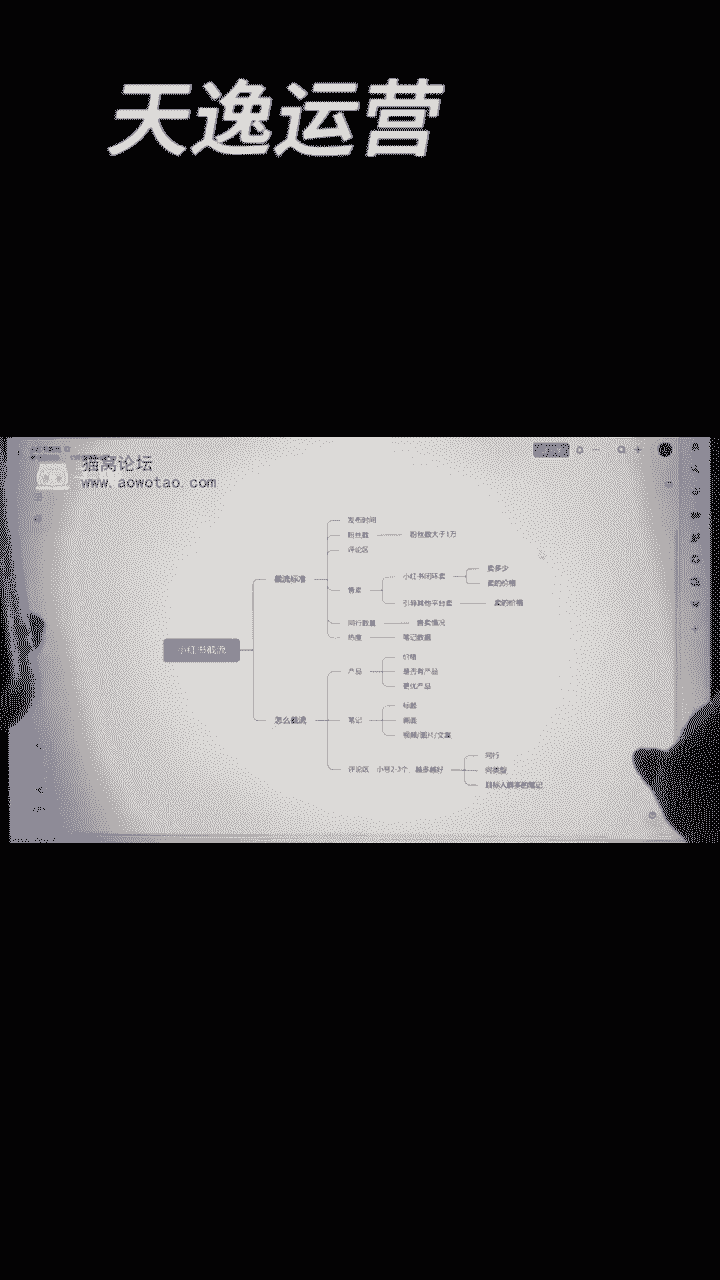 天逸运营
猫窝论坛
www.aowotao.com
小红书截流
截流标准
发布时间
粉丝数
粉丝数大于1万
评论区
售卖
小红书闭环卖
卖多少
卖的价格
引导其他平台卖
卖的价格
同行数量
售卖情况
热度
笔记数据
怎么截流
产品
价格
是否有产品
更优产品
笔记
标题
画面
视频/图片/文案
评论区 小号2-3个，越多越好
同行
同类型
目标人群多的笔记